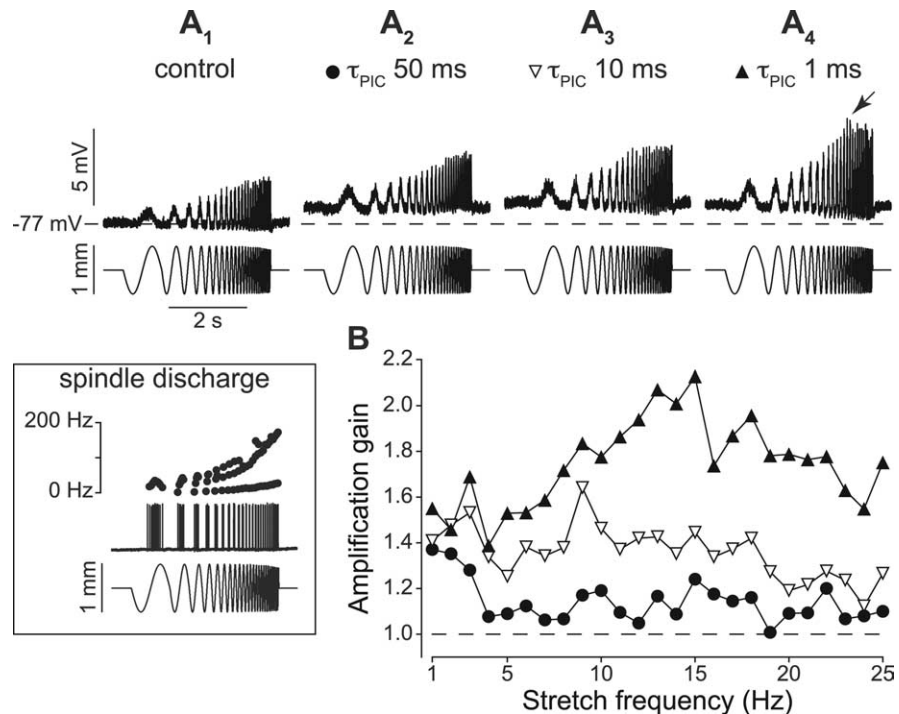 A1 A2 A3 A4
control ● τPIC 50 ms ▽ τPIC 10 ms ▲ τPIC 1 ms
5 mV
-77 mV
1 mm
2 s
spindle discharge
200 Hz
0 Hz
1 mm
B
2.2
2.0
1.8
1.6
1.4
1.2
1.0
Amplification gain
1 5 10 15 20 25
Stretch frequency (Hz)